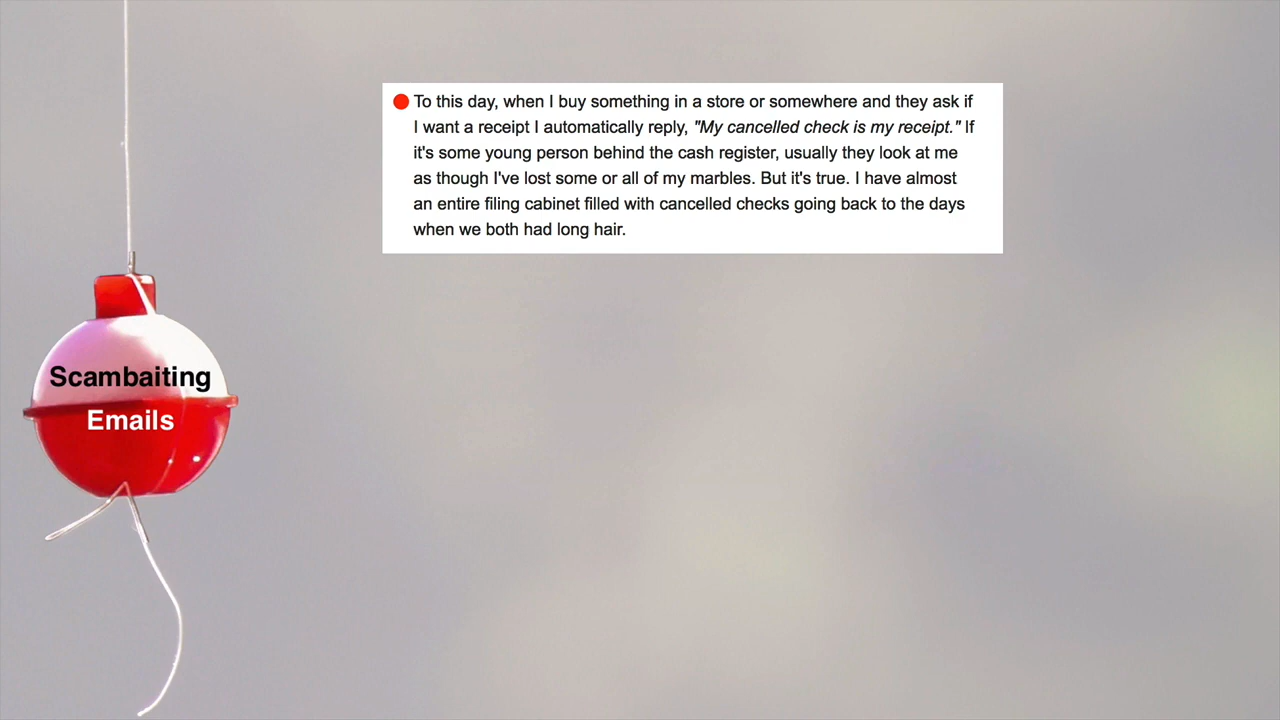 To this day, when I buy something in a store or somewhere and they ask if
I want a receipt I automatically reply, "My cancelled check is my receipt." If
it's some young person behind the cash register, usually they look at me
as though I've lost some or all of my marbles. But it's true. I have almost
an entire filing cabinet filled with cancelled checks going back to the days
when we both had long hair.
Scambaiting
Emails